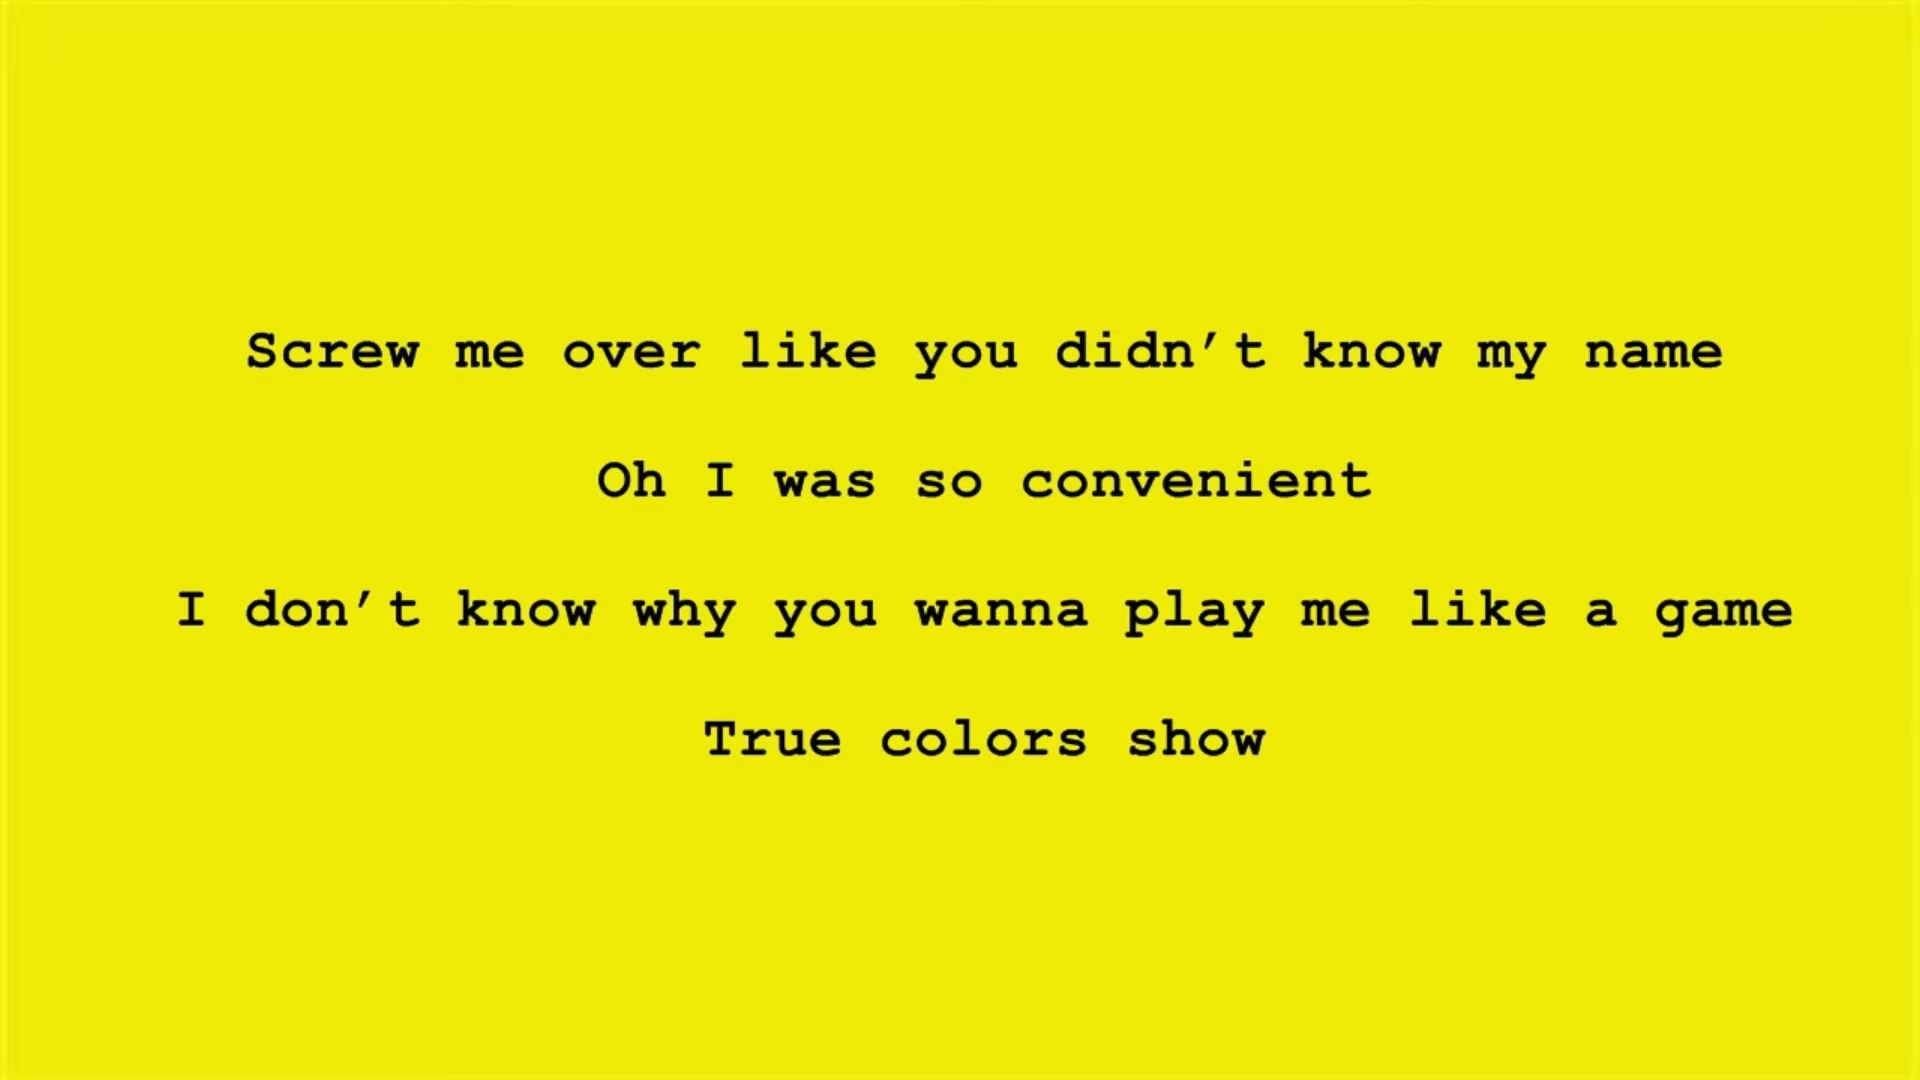 Screw me over like you didn’t know my name
Oh I was so convenient
I don’t know why you wanna play me like a game
True colors show